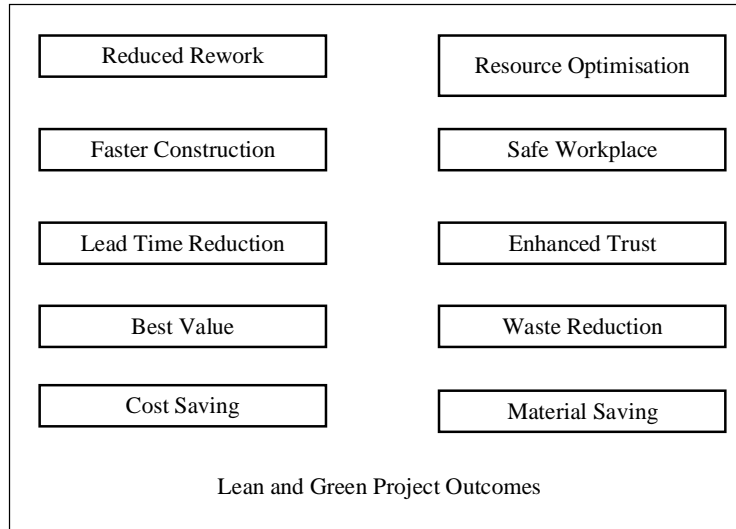 Reduced Rework
Resource Optimisation
Faster Construction
Safe Workplace
Lead Time Reduction
Enhanced Trust
Best Value
Waste Reduction
Cost Saving
Material Saving
Lean and Green Project Outcomes